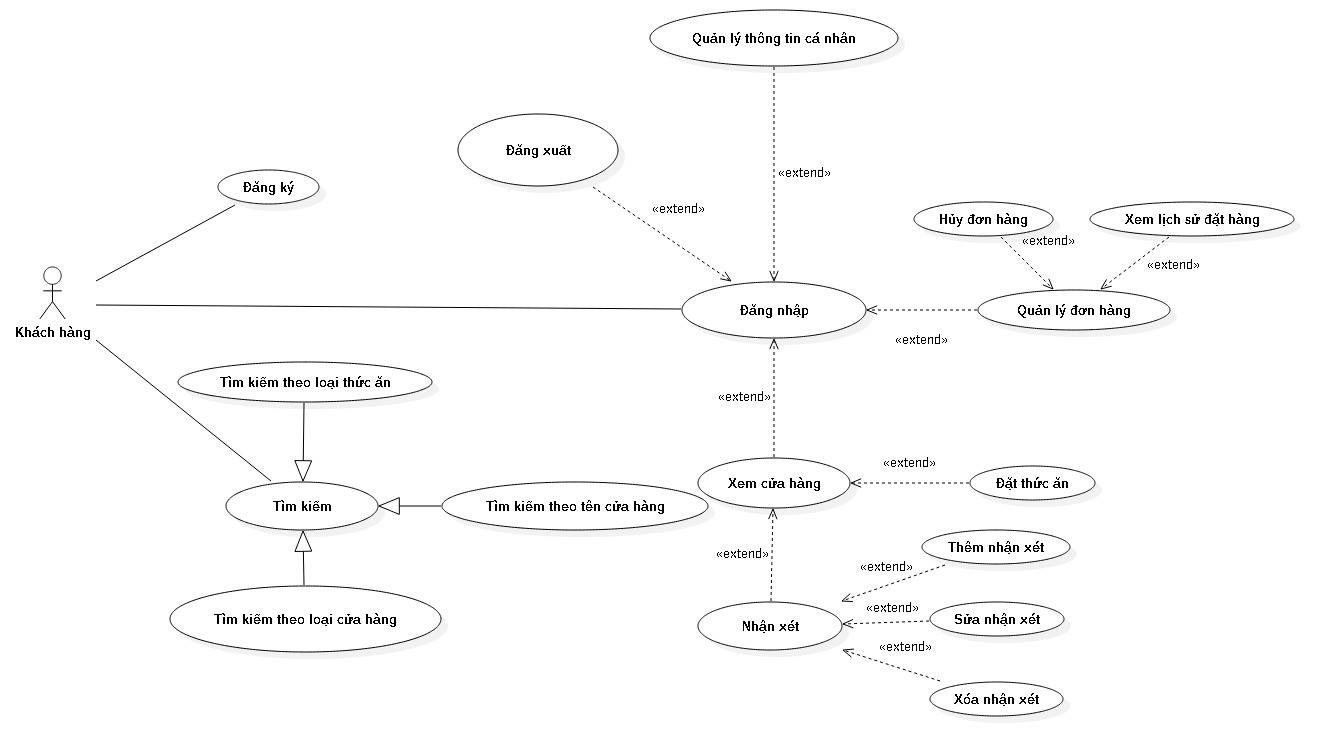 Quản lý thông tin cá nhân
Đăng xuất
«extend»
Đăng ký
«extend»
Hủy đơn hàng
Xem lịch sử đặt hàng
«extend»
«extend»
Khách hàng
Đăng nhập
Quản lý đơn hàng
«extend»
Tìm kiếm theo loại thức ăn
«extend»
Tìm kiếm
Tìm kiếm theo tên cửa hàng
Xem cửa hàng
«extend»
Đặt thức ăn
«extend»
Thêm nhận xét
«extend»
Tìm kiếm theo loại cửa hàng
Nhận xét
«extend»
Sửa nhận xét
«extend»
Xóa nhận xét